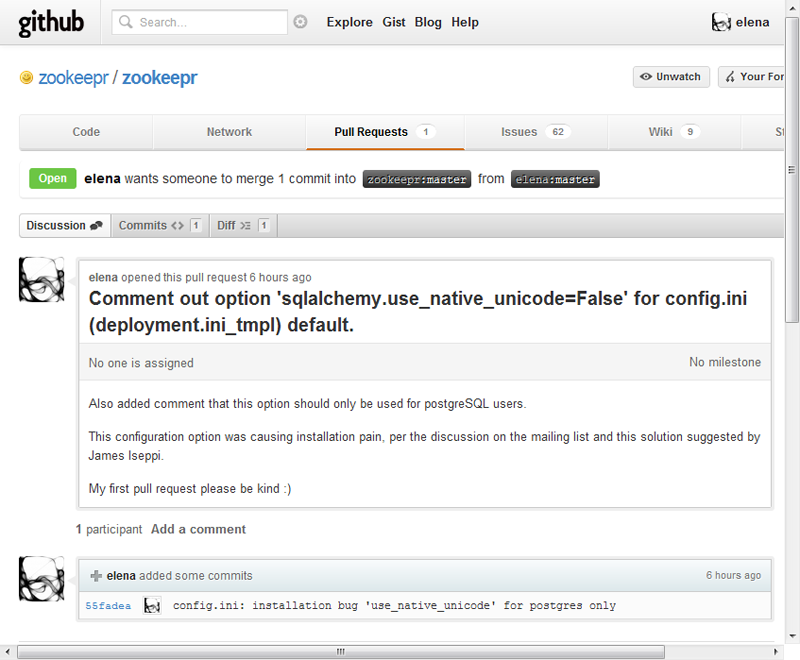 github Search... Explore Gist Blog Help elena
zookeepr / zookeepr Unwatch Your For
Code Network Pull Requests 1 Issues 62 Wiki 9 St
Open elena wants someone to merge 1 commit into zookeepr:master from elena:master
Discussion Commits 1 Diff 1
elena opened this pull request 6 hours ago
Comment out option 'sqlalchemy.use_native_unicode=False' for config.ini
(deployment.ini_tmpl) default.
No one is assigned No milestone
Also added comment that this option should only be used for postgreSQL users.
This configuration option was causing installation pain, per the discussion on the mailing list and this solution suggested by
James Iseppi.
My first pull request please be kind :)
1 participant Add a comment
elena added some commits 6 hours ago
55fadea config.ini: installation bug 'use_native_unicode' for postgres only